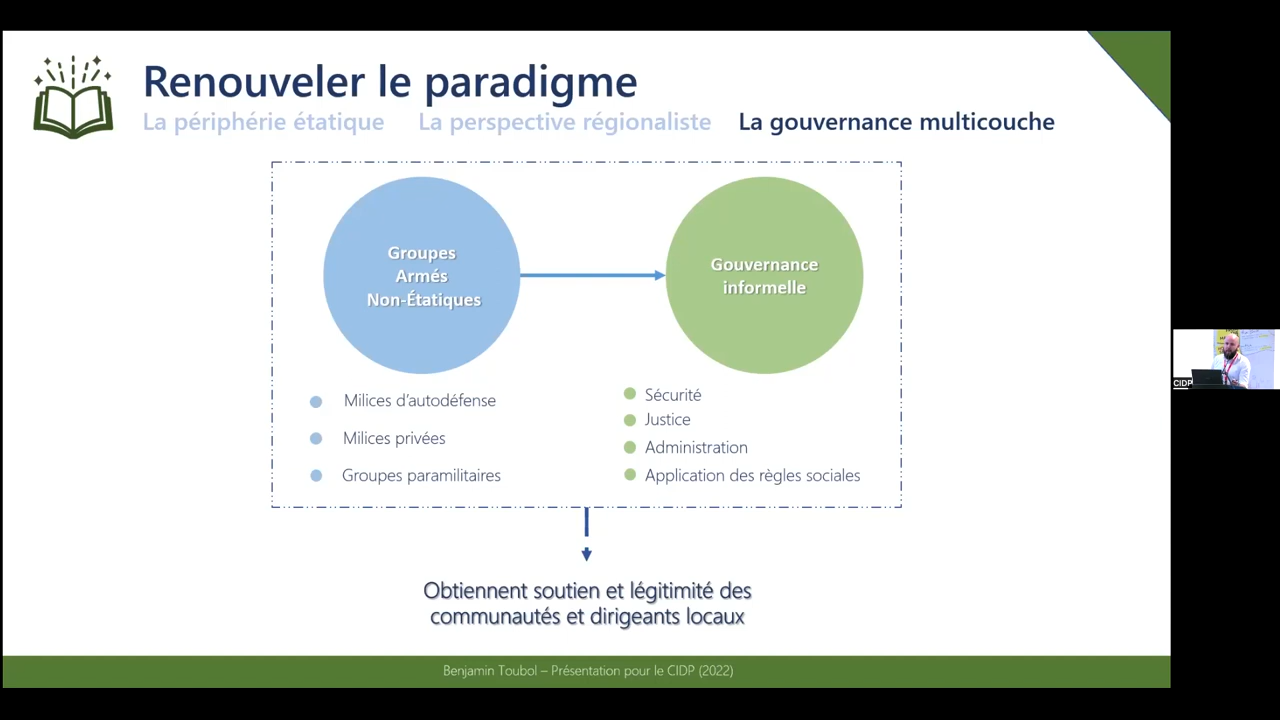 Renouveler le paradigme
La périphérie étatique La perspective régionaliste La gouvernance multicouche
Groupes
Armés
Non-Étatiques
Gouvernance
informelle
Milices d'autodéfense
Milices privées
Groupes paramilitaires
Sécurité
Justice
Administration
Application des règles sociales
Obtiennent soutien et légitimité des
communautés et dirigeants locaux
Benjamin Toubol – Présentation pour le CIDP (2022)
CIDP